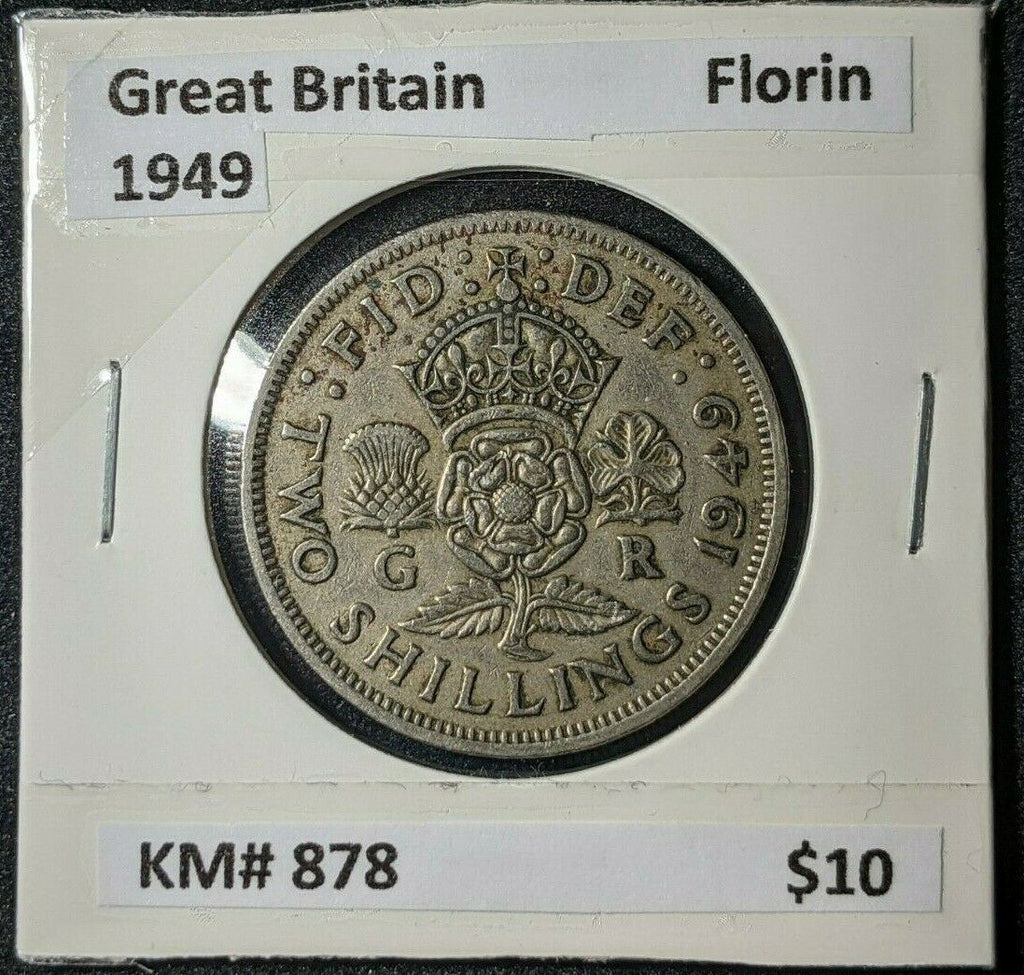 Great Britain Florin
1949
·FID:DEF·
TWO SHILLINGS 1949
G R
KM# 878 $10